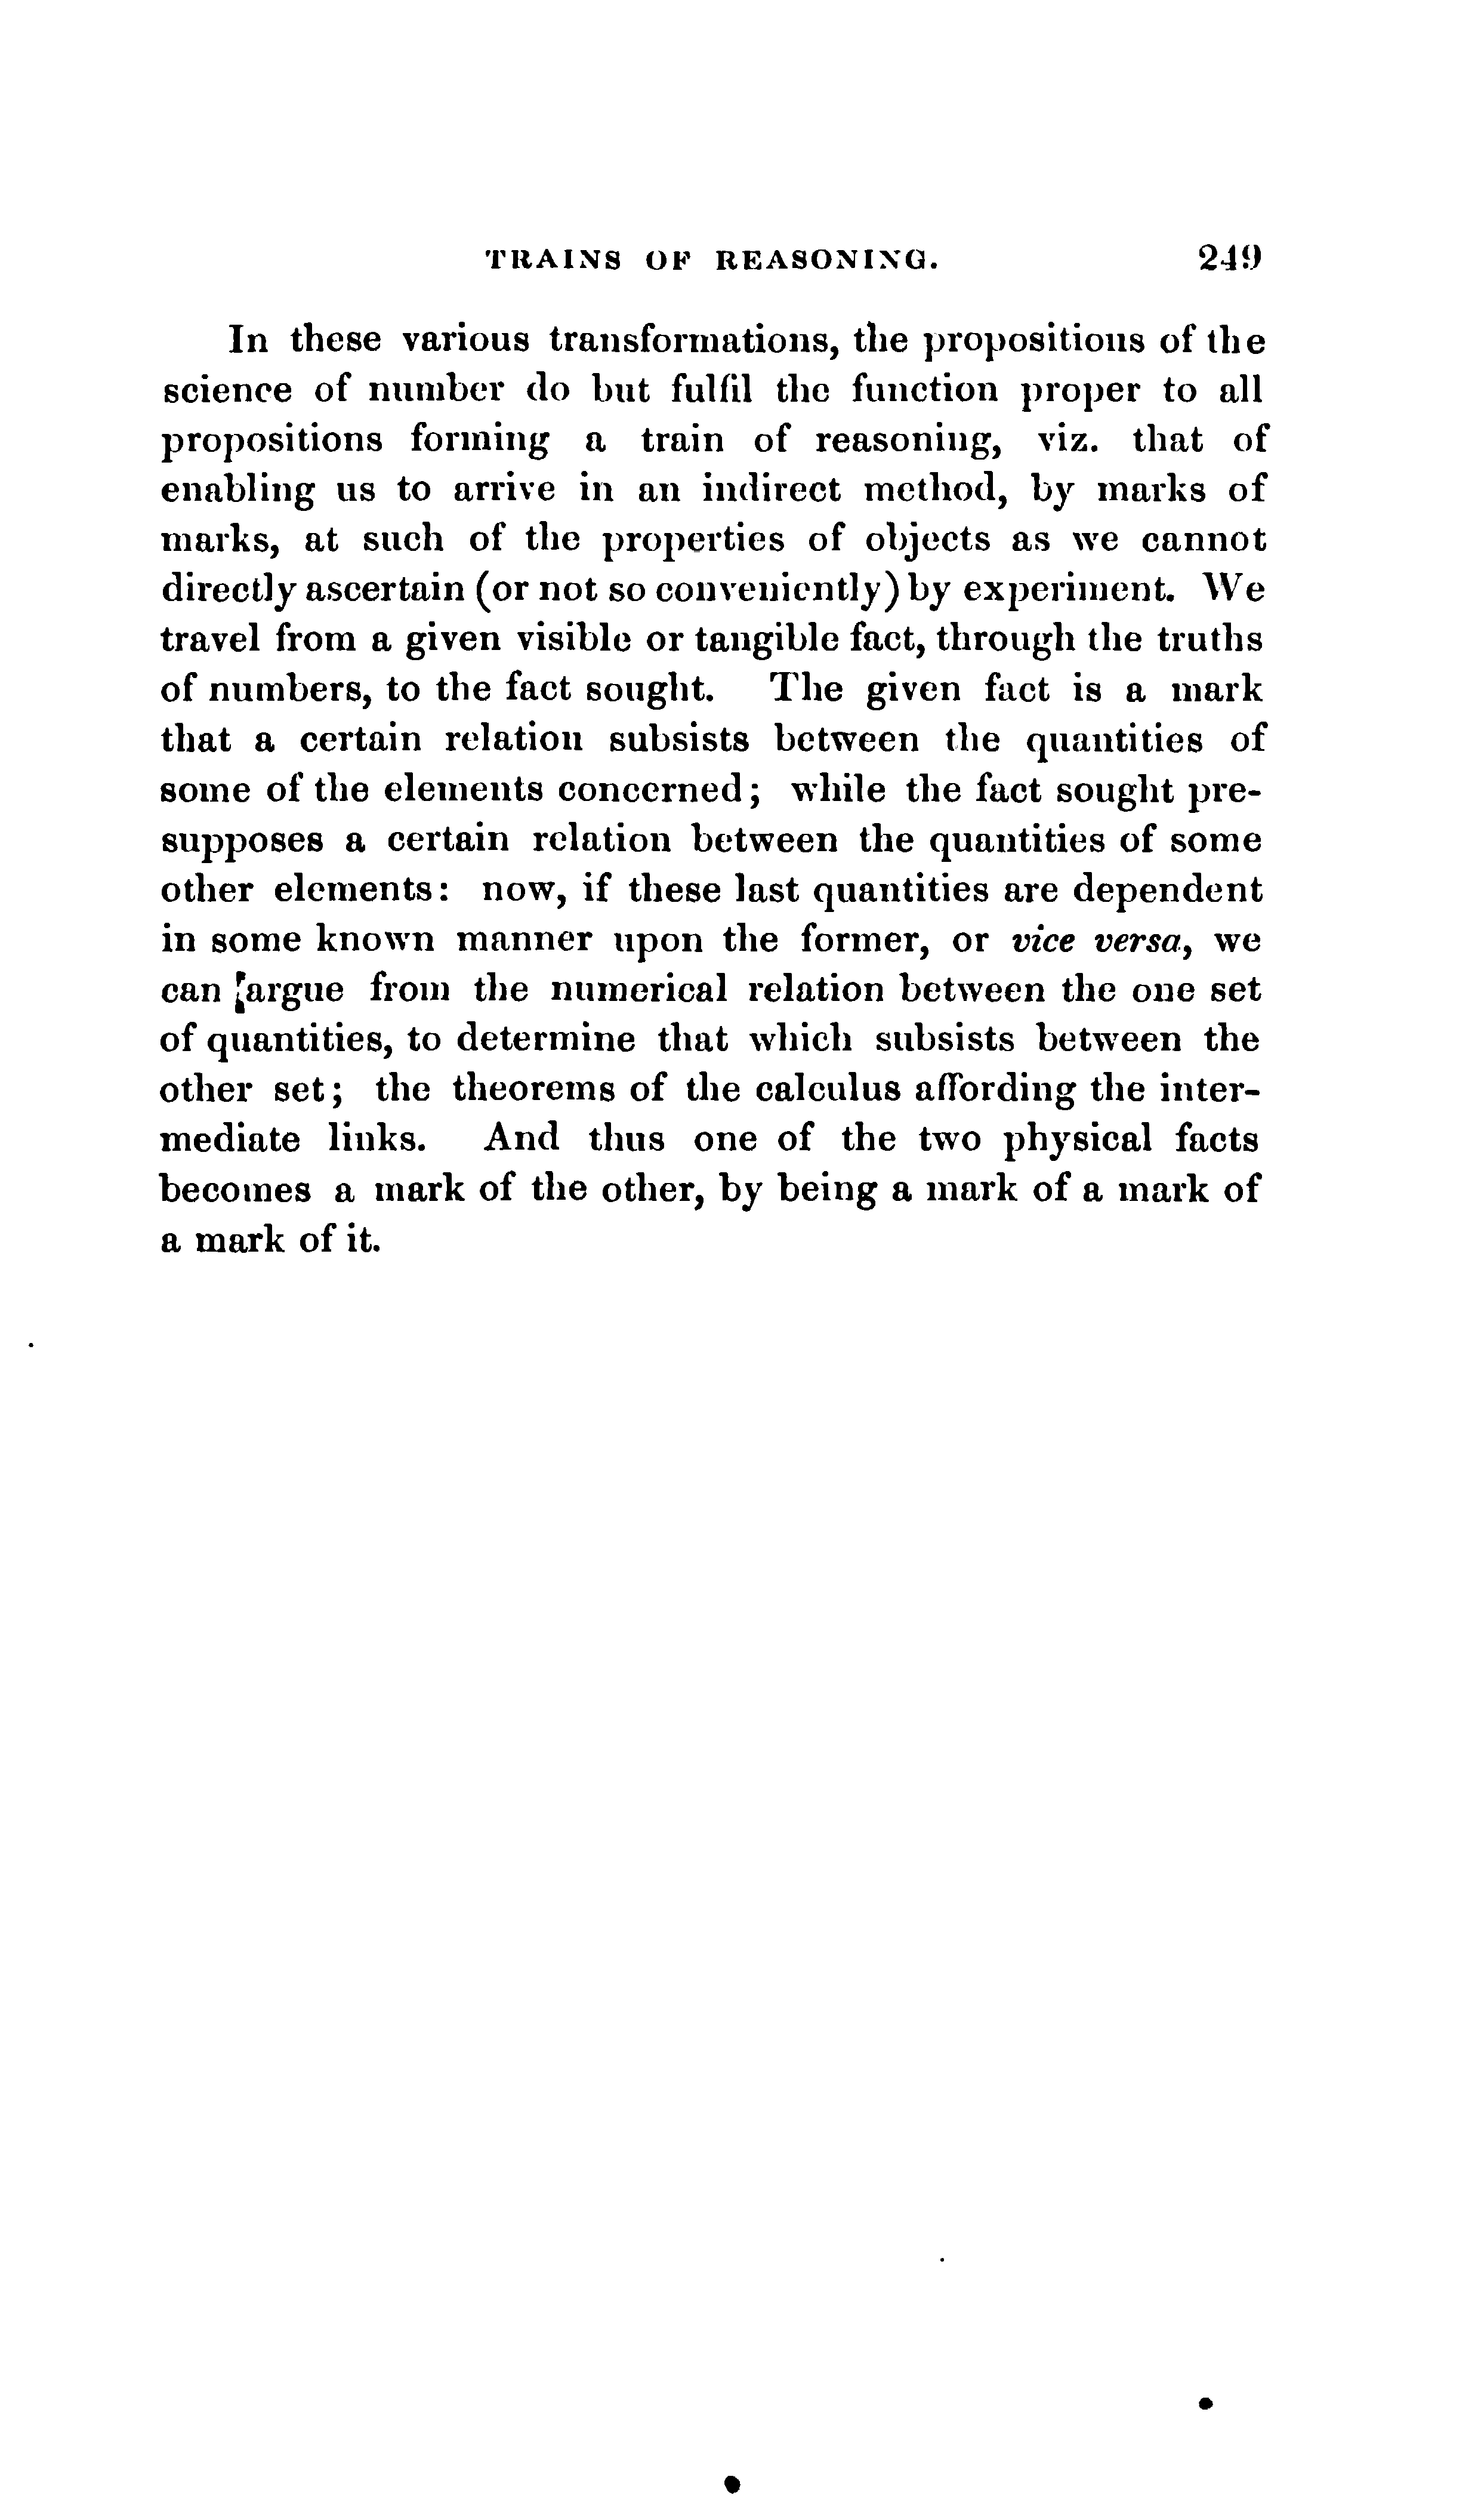 TRAINS OF REASONING. 249
In these various transformations, the propositions of the
science of number do but fulfil the function proper to all
propositions forming a train of reasoning, viz. that of
enabling us to arrive in an indirect method, by marks of
marks, at such of the properties of objects as we cannot
directly ascertain (or not so conveniently) by experiment. We
travel from a given visible or tangible fact, through the truths
of numbers, to the fact sought. The given fact is a mark
that a certain relation subsists between the quantities of
some of the elements concerned; while the fact sought pre-
supposes a certain relation between the quantities of some
other elements: now, if these last quantities are dependent
in some known manner upon the former, or vice versa, we
can argue from the numerical relation between the one set
of quantities, to determine that which subsists between the
other set; the theorems of the calculus affording the inter-
mediate links. And thus one of the two physical facts
becomes a mark of the other, by being a mark of a mark of
a mark of it.